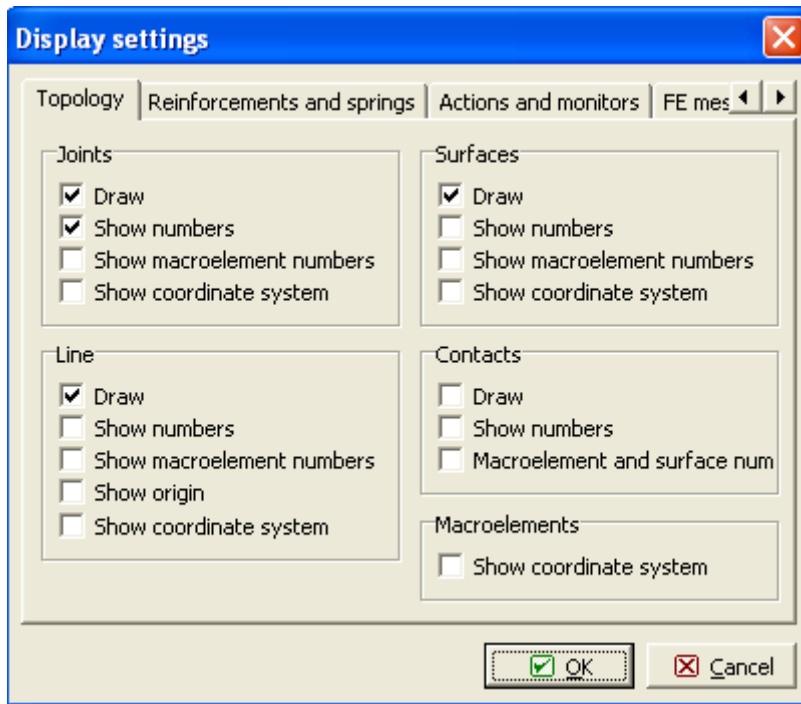 Display settings
Topology
Reinforcements and springs
Actions and monitors
FE mes
Joints
Draw
Show numbers
Show macroelement numbers
Show coordinate system
Surfaces
Draw
Show numbers
Show macroelement numbers
Show coordinate system
Line
Draw
Show numbers
Show macroelement numbers
Show origin
Show coordinate system
Contacts
Draw
Show numbers
Macroelement and surface num
Macroelements
Show coordinate system
OK
Cancel